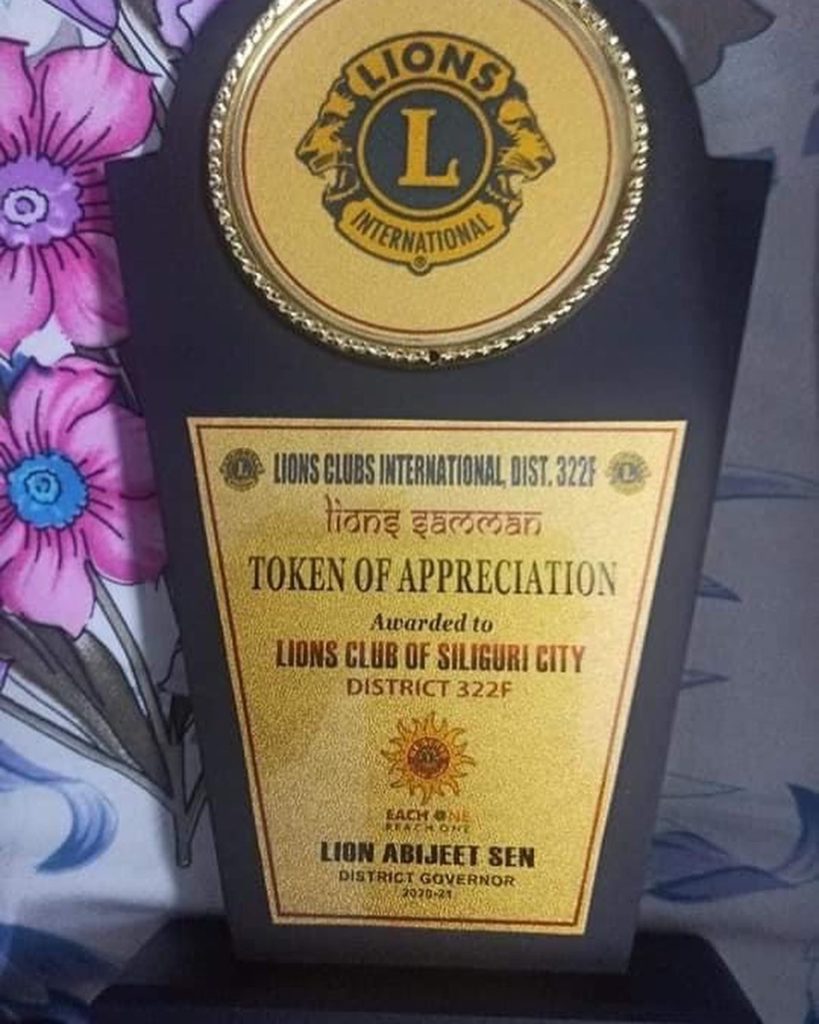 LIONS
L
INTERNATIONAL
®
LIONS CLUBS INTERNATIONAL, DIST. 322F
lions samman
TOKEN OF APPRECIATION
Awarded to
LIONS CLUB OF SILIGURI CITY
DISTRICT 322F
EACH ONE
REACH ONE
LION ABIJEET SEN
DISTRICT GOVERNOR
2020-21